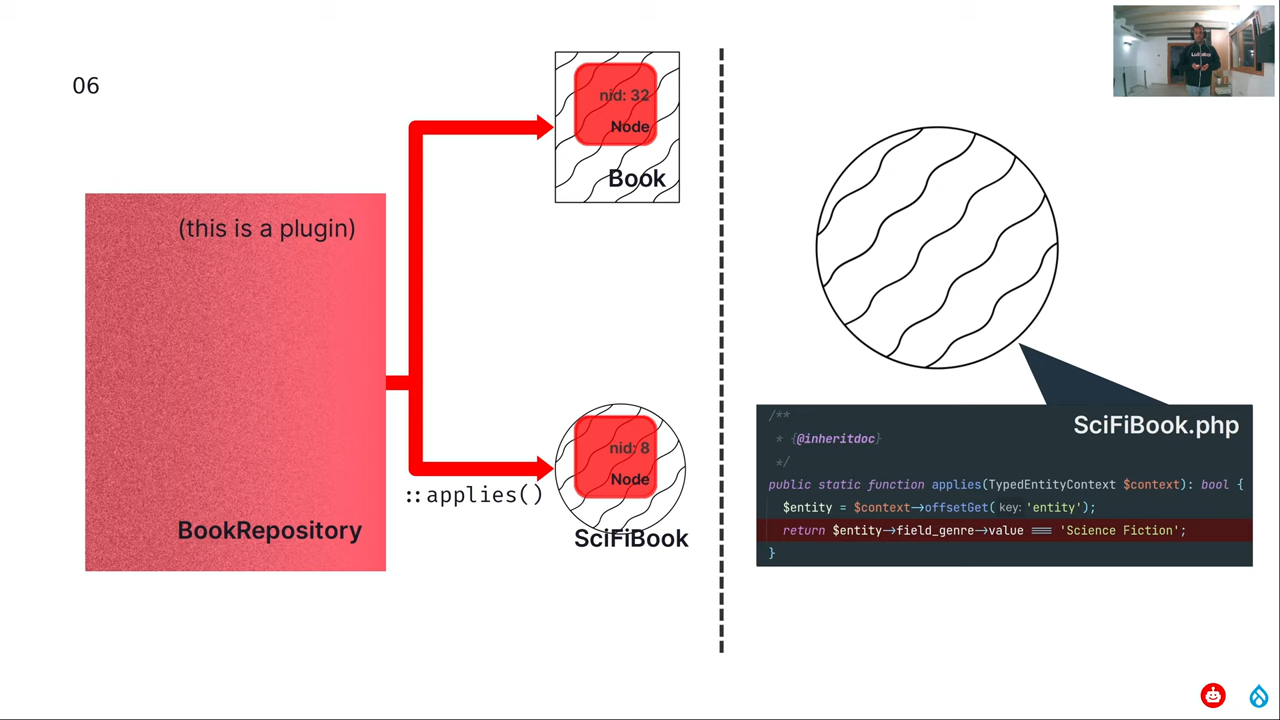 06
(this is a plugin)
BookRepository
nid: 32
Node
Book
::applies()
nid: 8
Node
SciFiBook
SciFiBook.php
/**
* {@inheritdoc}
*/
public static function applies(TypedEntityContext $context): bool {
$entity = $context→offsetGet( key: 'entity');
return $entity→field_genre→value === 'Science Fiction';
}